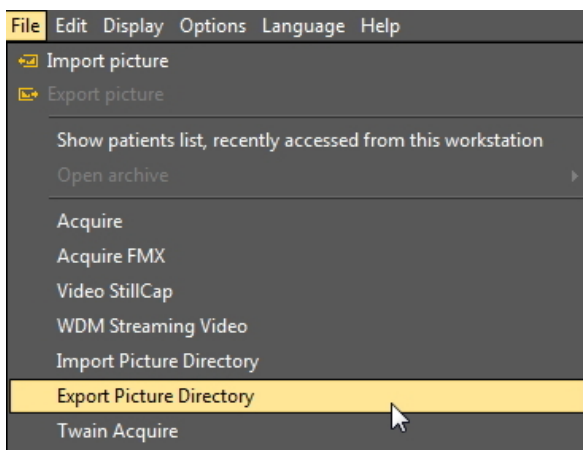 File Edit Display Options Language Help
Import picture
Export picture
Show patients list, recently accessed from this workstation
Open archive
Acquire
Acquire FMX
Video StillCap
WDM Streaming Video
Import Picture Directory
Export Picture Directory
Twain Acquire